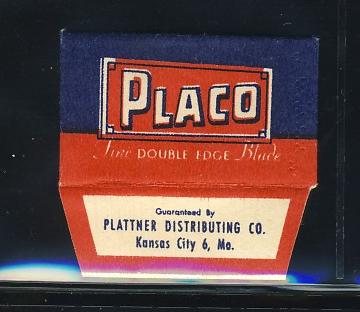 PLACO
Fine DOUBLE EDGE Blade
Guaranteed By
PLATTNER DISTRIBUTING CO.
Kansas City 6, Mo.